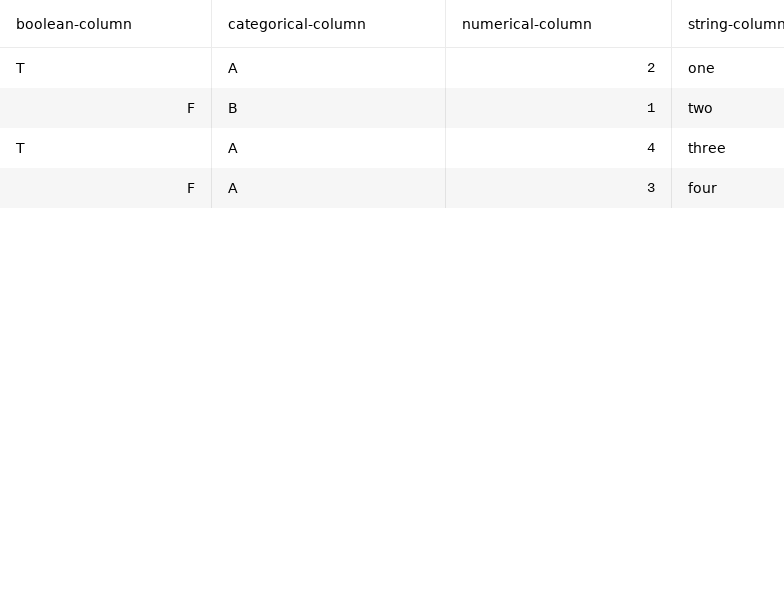 boolean-column categorical-column numerical-column string-column
T A 2 one
F B 1 two
T A 4 three
F A 3 four